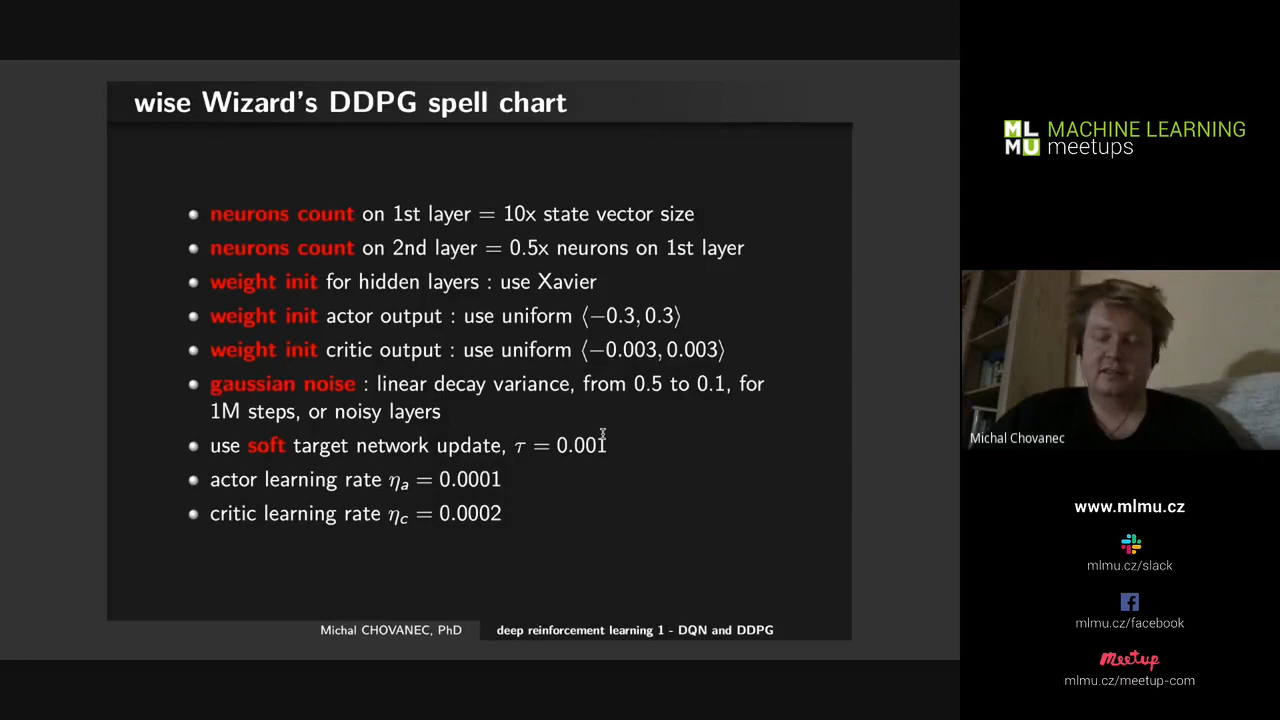 wise Wizard's DDPG spell chart
neurons count on 1st layer = 10x state vector size
neurons count on 2nd layer = 0.5x neurons on 1st layer
weight init for hidden layers : use Xavier
weight init actor output : use uniform ⟨−0.3, 0.3⟩
weight init critic output : use uniform ⟨−0.003, 0.003⟩
gaussian noise : linear decay variance, from 0.5 to 0.1, for
1M steps, or noisy layers
use soft target network update, τ = 0.001
actor learning rate ηa = 0.0001
critic learning rate ηc = 0.0002
Michal CHOVANEC, PhD
deep reinforcement learning 1 - DQN and DDPG
ML
MU
MACHINE LEARNING
meetups
Michal Chovanec
www.mlmu.cz
mlmu.cz/slack
mlmu.cz/facebook
Meetup
mlmu.cz/meetup-com